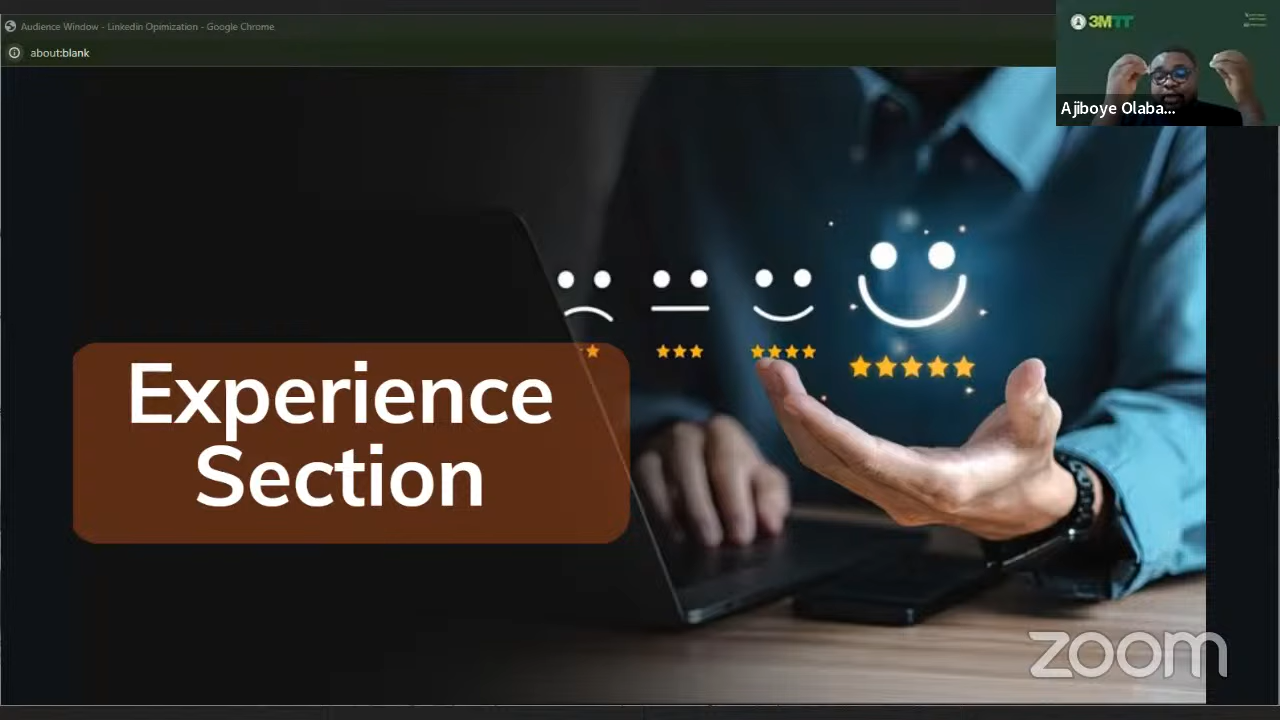 Audience Window - Linkedin Opimization - Google Chrome
about:blank
3MTT
Ajiboye Olaba...
Experience
Section
zoom